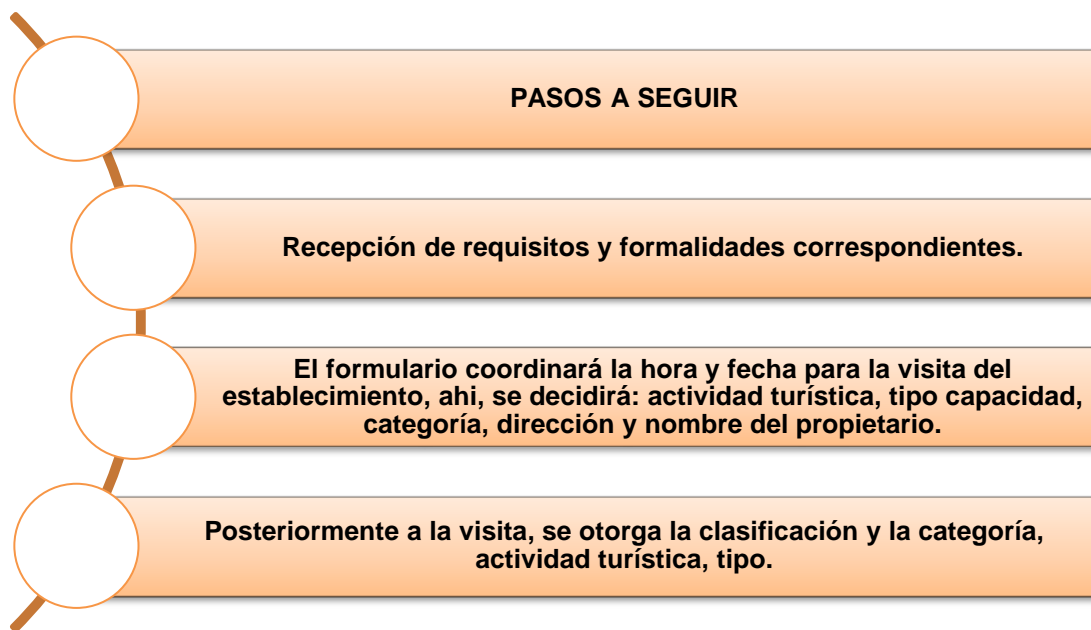 PASOS A SEGUIR
Recepción de requisitos y formalidades correspondientes.
El formulario coordinará la hora y fecha para la visita del
establecimiento, ahi, se decidirá: actividad turística, tipo capacidad,
categoría, dirección y nombre del propietario.
Posteriormente a la visita, se otorga la clasificación y la categoría,
actividad turística, tipo.